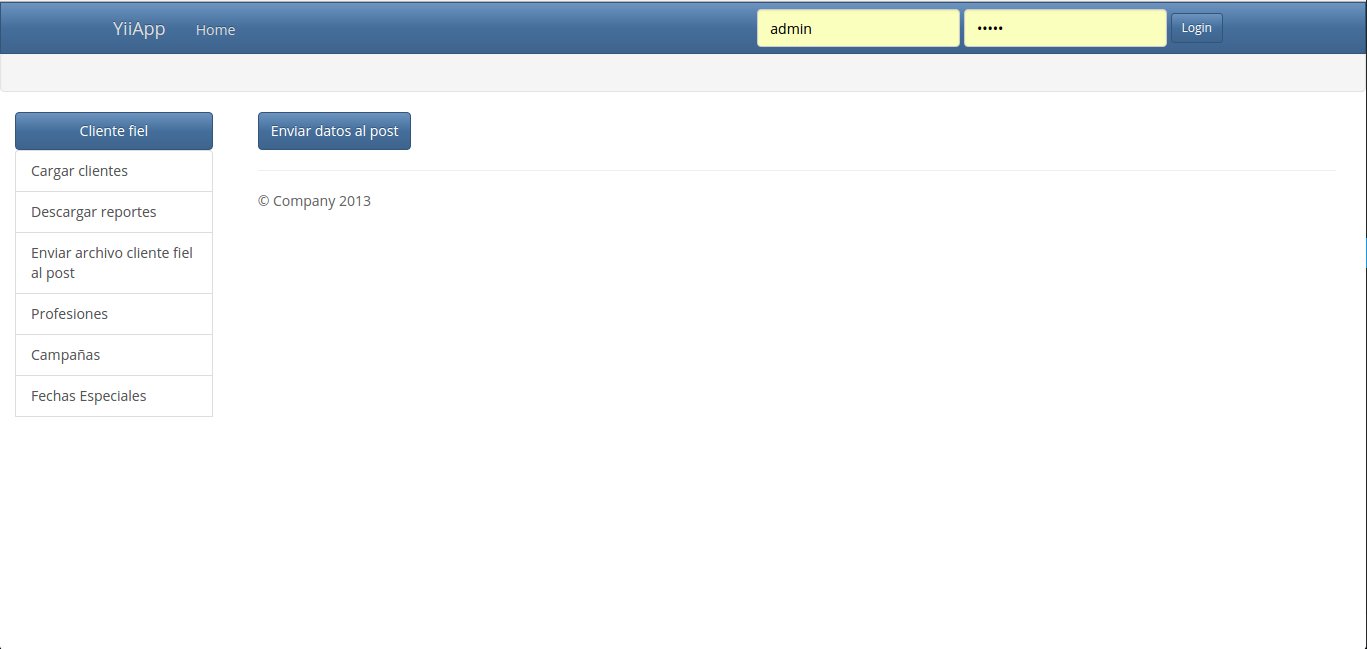 YiiApp Home admin ••••• Login
Cliente fiel
Enviar datos al post
Cargar clientes
Descargar reportes
Enviar archivo cliente fiel
al post
Profesiones
Campañas
Fechas Especiales
© Company 2013